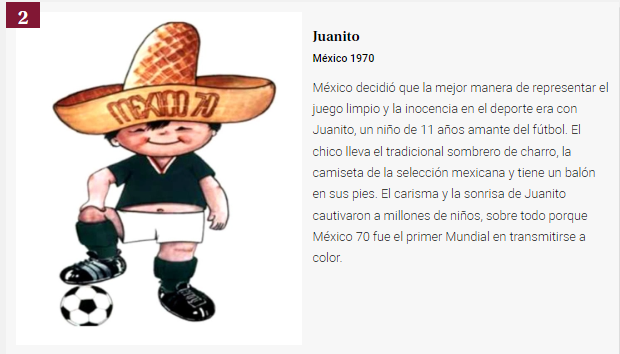 2
MEXICO 70
Juanito
México 1970
México decidió que la mejor manera de representar el
juego limpio y la inocencia en el deporte era con
Juanito, un niño de 11 años amante del fútbol. El
chico lleva el tradicional sombrero de charro, la
camiseta de la selección mexicana y tiene un balón
en sus pies. El carisma y la sonrisa de Juanito
cautivaron a millones de niños, sobre todo porque
México 70 fue el primer Mundial en transmitirse a
color.